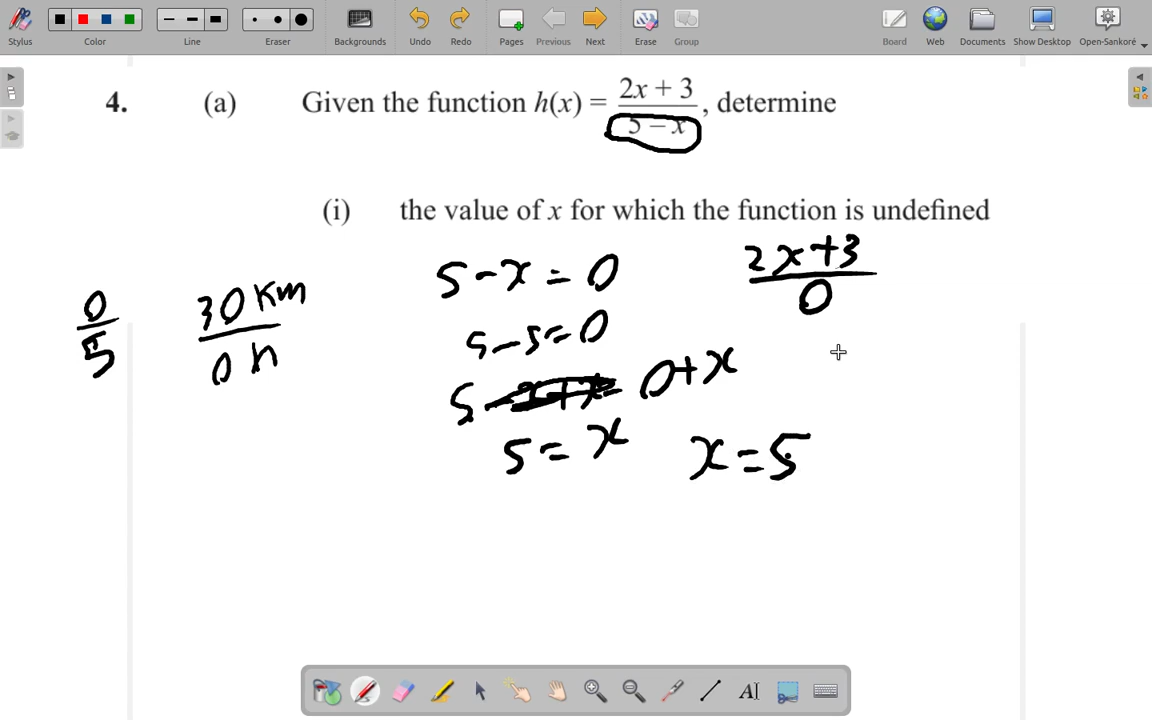 Stylus Color Line Eraser Backgrounds Undo Redo Pages Previous Next Erase Group Board Web Documents Show Desktop Open-Sankoré
4. (a) Given the function h(x) = (2x + 3)/(5 − x), determine
(i) the value of x for which the function is undefined
5 − x = 0
2x + 3
0
0
5
30 Km
0 h
5 − 5 = 0
5 0 + x
5 = x
x = 5
AI